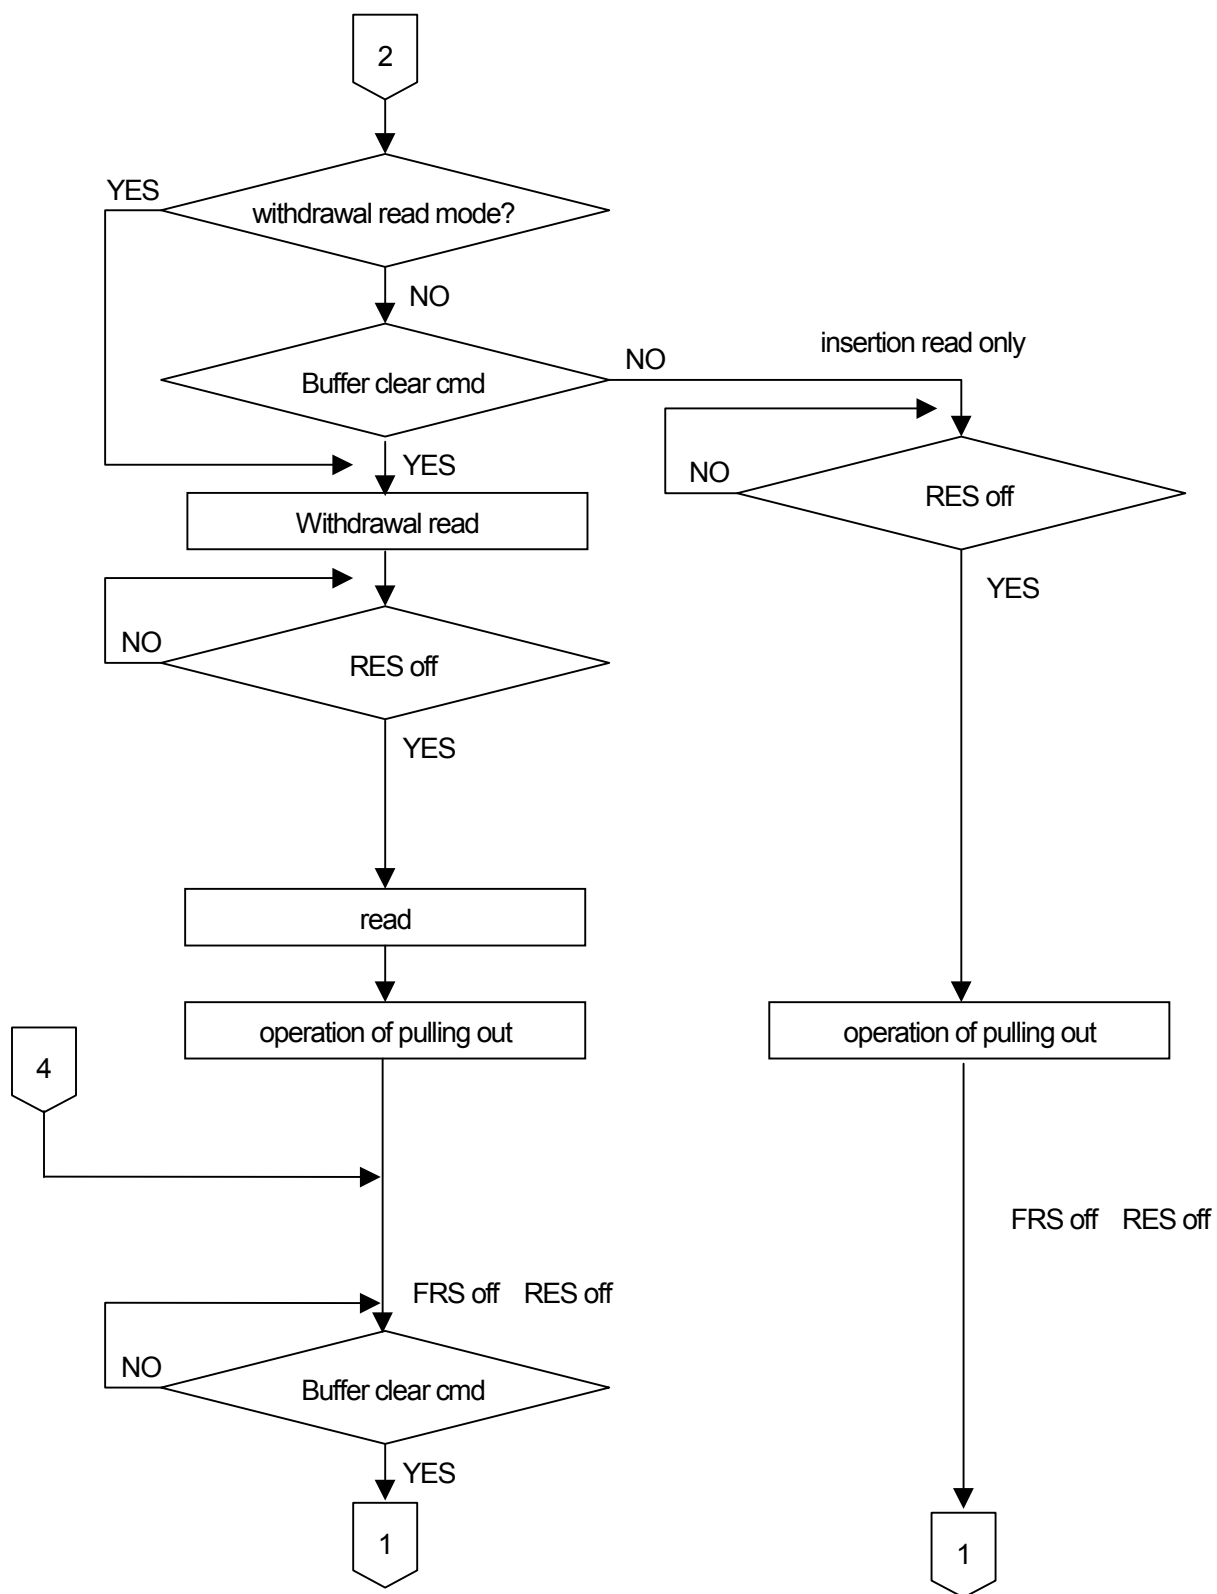 2
YES
withdrawal read mode?
NO
insertion read only
NO
Buffer clear cmd
YES
NO
RES off
Withdrawal read
YES
NO
RES off
YES
read
operation of pulling out
operation of pulling out
4
FRS off RES off
FRS off RES off
NO
Buffer clear cmd
YES
1
1